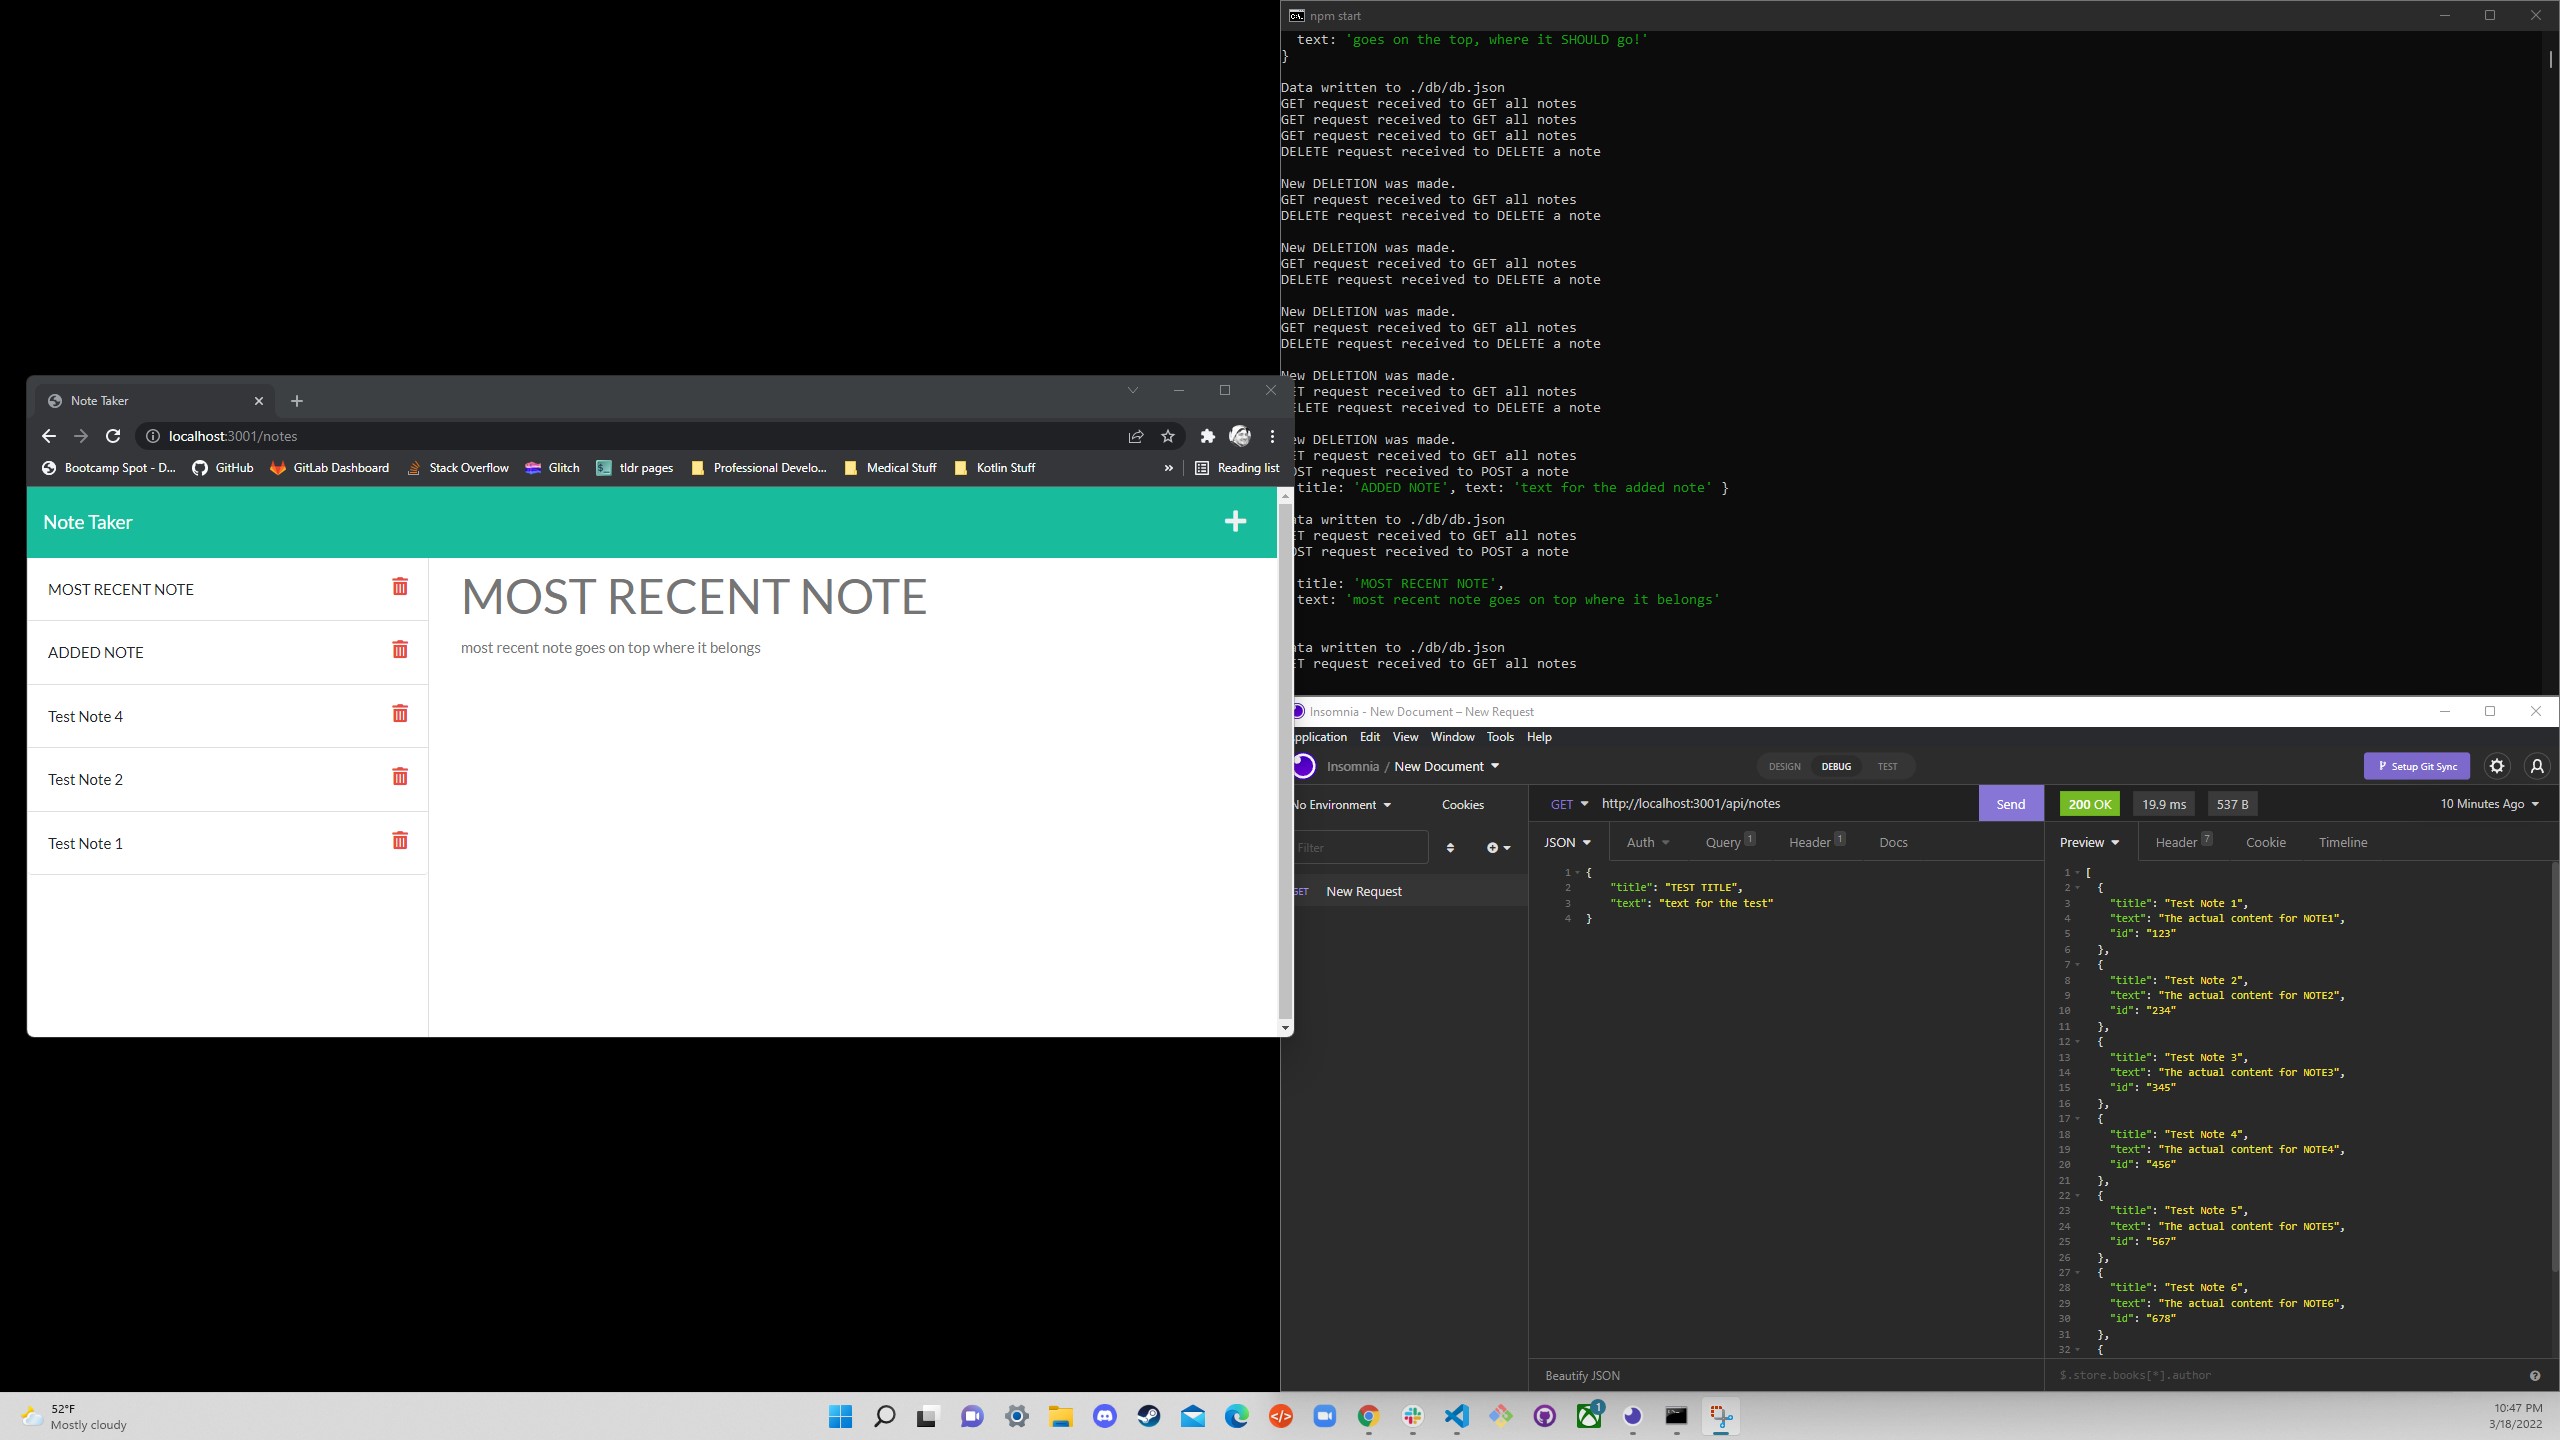 npm start
text: 'goes on the top, where it SHOULD go!'
}
Data written to ./db/db.json
GET request received to GET all notes
GET request received to GET all notes
GET request received to GET all notes
DELETE request received to DELETE a note
New DELETION was made.
GET request received to GET all notes
DELETE request received to DELETE a note
New DELETION was made.
GET request received to GET all notes
DELETE request received to DELETE a note
New DELETION was made.
GET request received to GET all notes
DELETE request received to DELETE a note
New DELETION was made.
ET request received to GET all notes
ELETE request received to DELETE a note
ew DELETION was made.
ET request received to GET all notes
OST request received to POST a note
title: 'ADDED NOTE', text: 'text for the added note' }
ata written to ./db/db.json
ET request received to GET all notes
OST request received to POST a note
title: 'MOST RECENT NOTE',
text: 'most recent note goes on top where it belongs'
ata written to ./db/db.json
ET request received to GET all notes
Note Taker
localhost:3001/notes
Bootcamp Spot - D... GitHub GitLab Dashboard Stack Overflow Glitch tldr pages Professional Develo... Medical Stuff Kotlin Stuff » Reading list
Note Taker
MOST RECENT NOTE
ADDED NOTE
Test Note 4
Test Note 2
Test Note 1
MOST RECENT NOTE
most recent note goes on top where it belongs
Insomnia - New Document – New Request
pplication Edit View Window Tools Help
Insomnia / New Document
DESIGN DEBUG TEST
Setup Git Sync
No Environment Cookies
Filter
GET New Request
GET http://localhost:3001/api/notes Send
JSON Auth Query 1 Header 1 Docs
1 {
2 "title": "TEST TITLE",
3 "text": "text for the test"
4 }
Beautify JSON
200 OK 19.9 ms 537 B 10 Minutes Ago
Preview Header 7 Cookie Timeline
1 [
2 {
3 "title": "Test Note 1",
4 "text": "The actual content for NOTE1",
5 "id": "123"
6 },
7 {
8 "title": "Test Note 2",
9 "text": "The actual content for NOTE2",
10 "id": "234"
11 },
12 {
13 "title": "Test Note 3",
14 "text": "The actual content for NOTE3",
15 "id": "345"
16 },
17 {
18 "title": "Test Note 4",
19 "text": "The actual content for NOTE4",
20 "id": "456"
21 },
22 {
23 "title": "Test Note 5",
24 "text": "The actual content for NOTE5",
25 "id": "567"
26 },
27 {
28 "title": "Test Note 6",
29 "text": "The actual content for NOTE6",
30 "id": "678"
31 },
32 {
$.store.books[*].author
52°F
Mostly cloudy
1
10:47 PM
3/18/2022